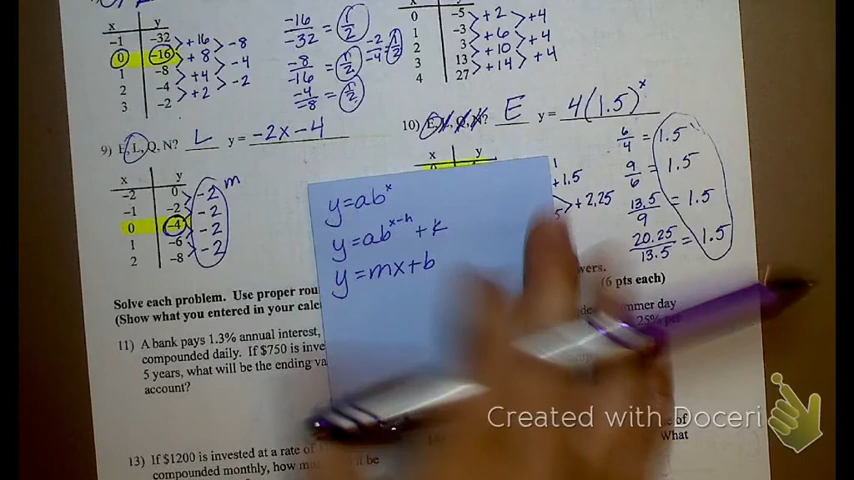 x y
-1 -32
0 -16
1 -8
2 -4
3 -2
+16
+8
+4
+2
-8
-4
-2
-16/-32 = 1/2
-8/-16 = 1/2
-4/-8 = 1/2
-2/-4 = 1/2
0 -5
1 -3
2 3
3 13
4 27
+2
+6
+10
+14
+4
+4
+4
9) E, L, Q, N? L y = -2x-4
x y
-2 0
-1 -2
0 -4
1 -6
2 -8
-2
-2
-2
-2
m
10) E, L, Q, N? E y = 4(1.5)^x
x y
+1.5
+2.25
6/4 = 1.5
9/6 = 1.5
13.5/9 = 1.5
20.25/13.5 = 1.5
y=ab^x
y=ab^x-h +k
y=mx+b
Solve each problem. Use proper
(Show what you entered in your
(6 pts each)
11) A bank pays 1.3% annual interest,
compounded daily. If $750 is
5 years, what will be the ending
account?
day
25%
of
What
13) If $1200 is invested at a rate of
compounded monthly, how
be
Created with Doceri